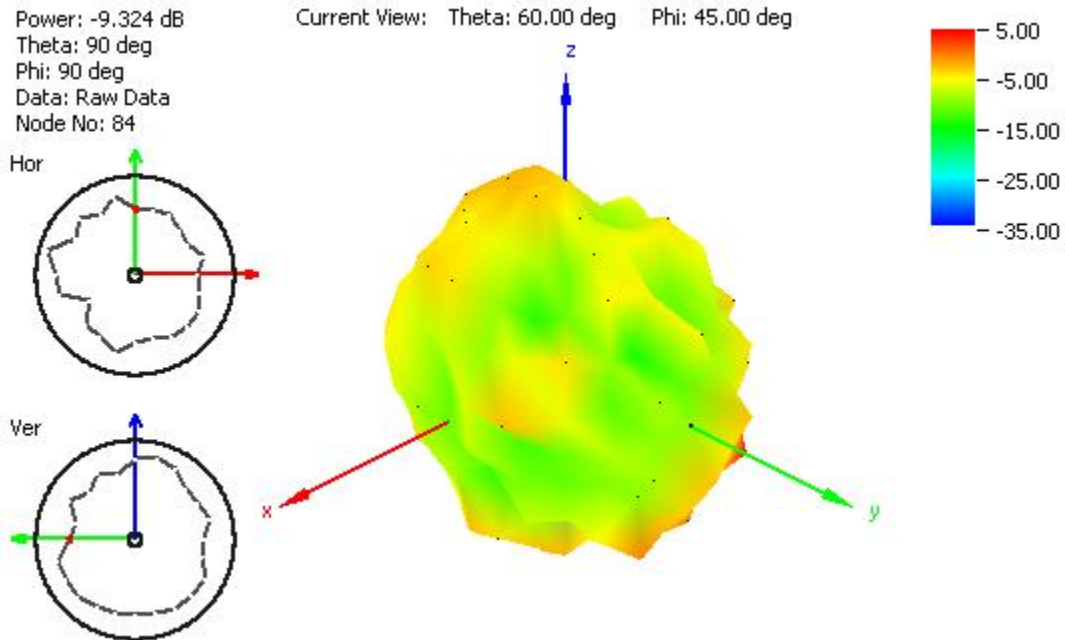 Power: -9.324 dB
Theta: 90 deg
Phi: 90 deg
Data: Raw Data
Node No: 84
Current View: Theta: 60.00 deg Phi: 45.00 deg
z
5.00
-5.00
-15.00
-25.00
-35.00
Hor
Ver
x
y